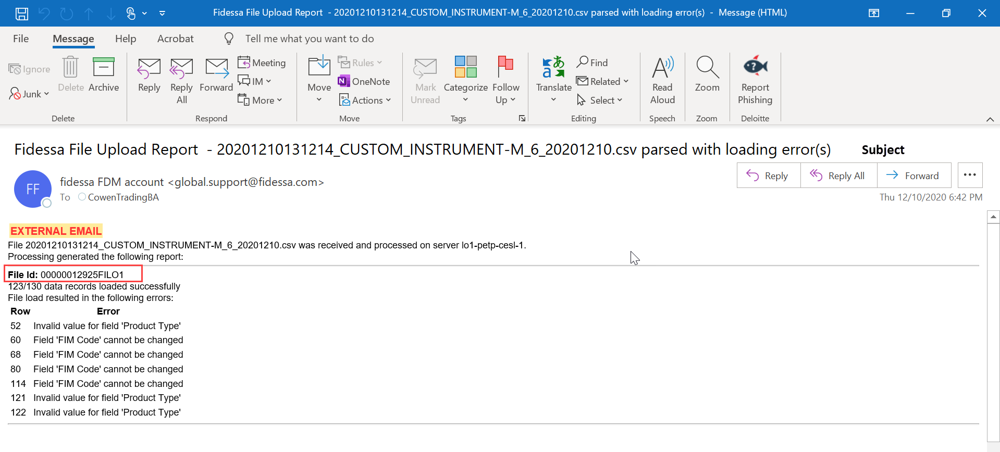 Fidessa File Upload Report - 20201210131214_CUSTOM_INSTRUMENT-M_6_20201210.csv parsed with loading error(s) - Message (HTML)
File Message Help Acrobat Tell me what you want to do
Ignore
Junk
Delete
Archive
Delete
Reply
Reply All
Forward
Meeting
IM
More
Respond
Move
Rules
OneNote
Actions
Move
Mark Unread
Categorize
Follow Up
Tags
Translate
Find
Related
Select
Editing
Read Aloud
Speech
Zoom
Zoom
Report Phishing
Deloitte
Fidessa File Upload Report - 20201210131214_CUSTOM_INSTRUMENT-M_6_20201210.csv parsed with loading error(s) Subject
FF
fidessa FDM account <global.support@fidessa.com>
To CowenTradingBA
Reply Reply All Forward
Thu 12/10/2020 6:42 PM
EXTERNAL EMAIL
File 20201210131214_CUSTOM_INSTRUMENT-M_6_20201210.csv was received and processed on server lo1-petp-cesl-1.
Processing generated the following report:
File Id: 00000012925FILO1
123/130 data records loaded successfully
File load resulted in the following errors:
Row Error
52 Invalid value for field 'Product Type'
60 Field 'FIM Code' cannot be changed
68 Field 'FIM Code' cannot be changed
80 Field 'FIM Code' cannot be changed
114 Field 'FIM Code' cannot be changed
121 Invalid value for field 'Product Type'
122 Invalid value for field 'Product Type'